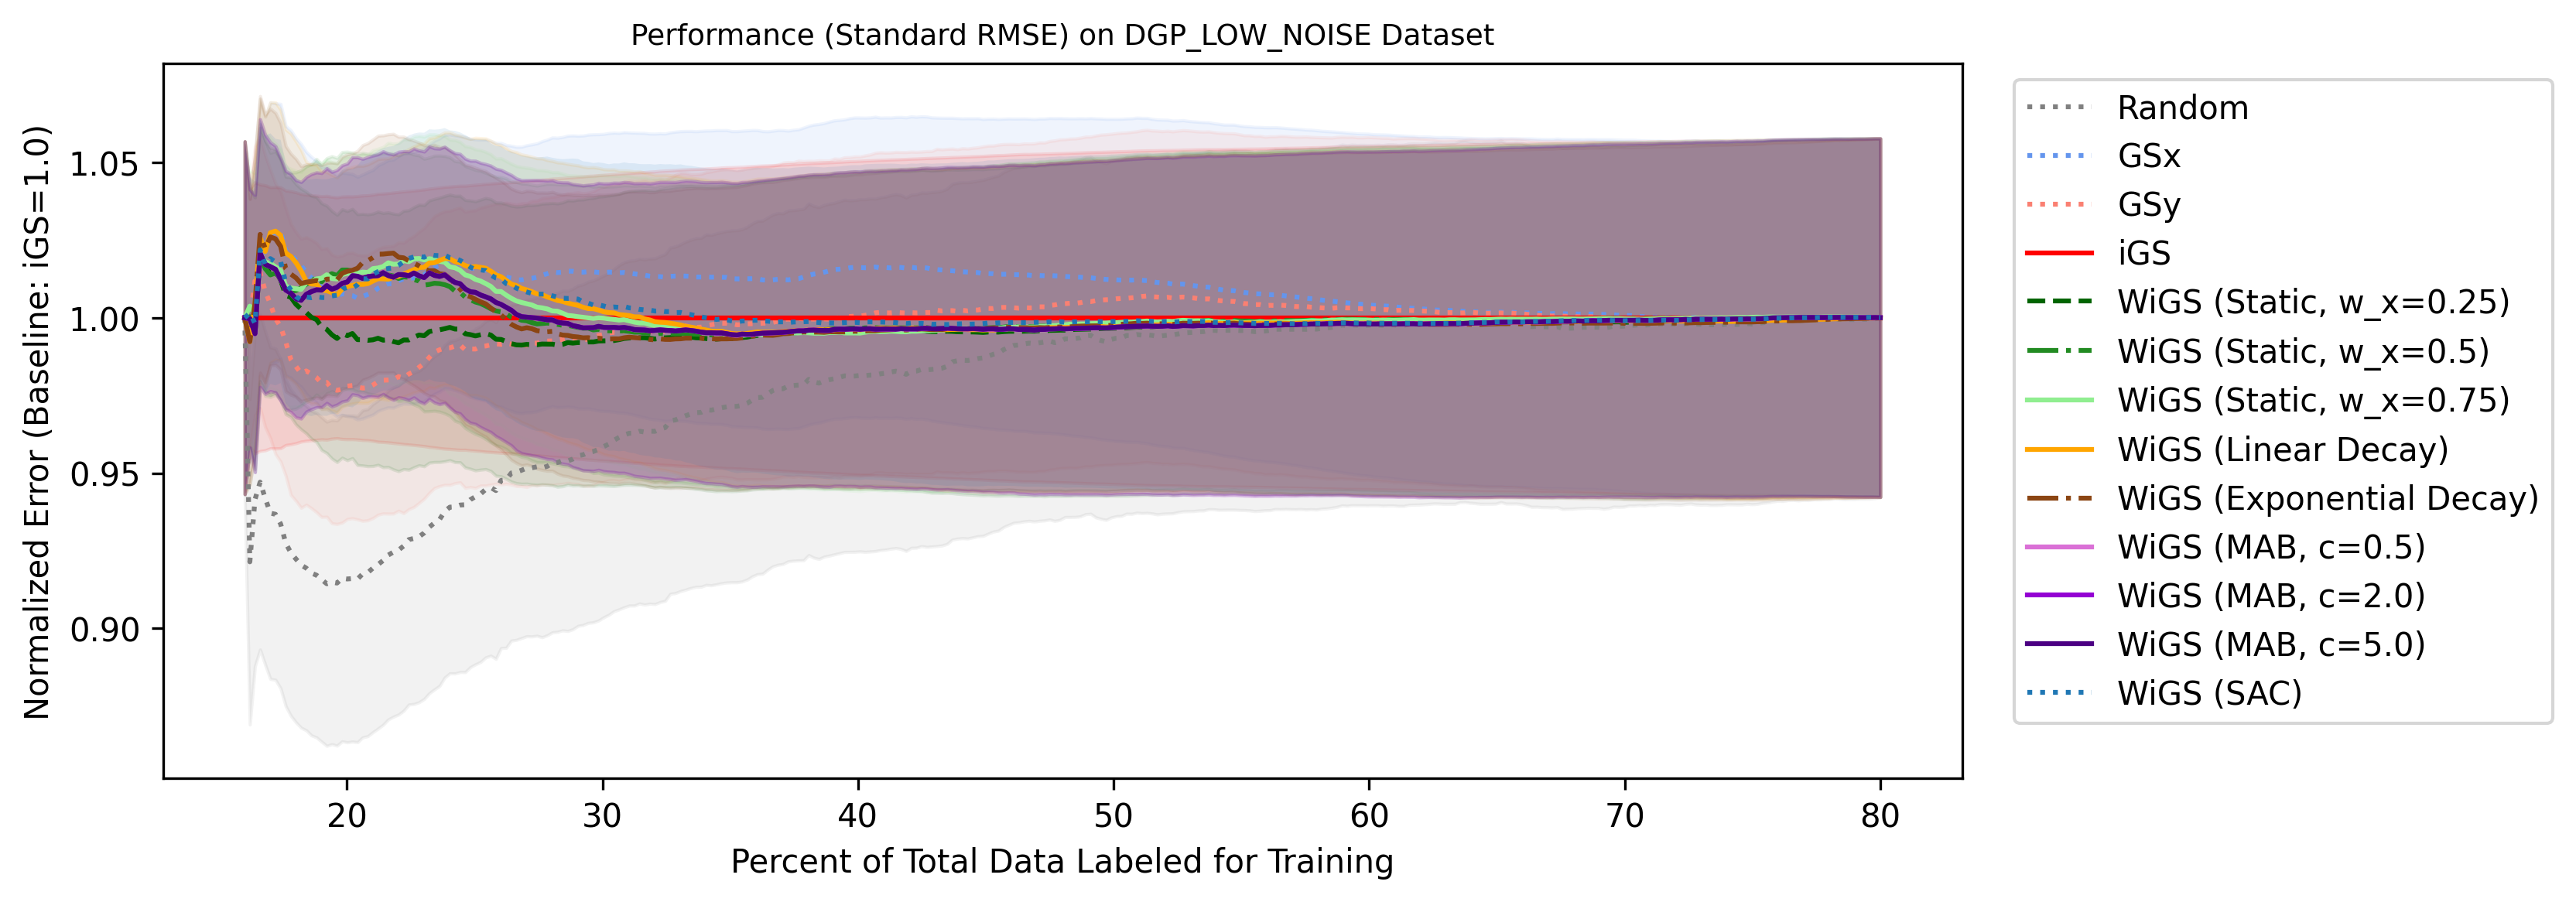 Performance (Standard RMSE) on DGP_LOW_NOISE Dataset
Normalized Error (Baseline: iGS=1.0)
1.05
1.00
0.95
0.90
20 30 40 50 60 70 80
Percent of Total Data Labeled for Training
Random
GSx
GSy
iGS
WiGS (Static, w_x=0.25)
WiGS (Static, w_x=0.5)
WiGS (Static, w_x=0.75)
WiGS (Linear Decay)
WiGS (Exponential Decay)
WiGS (MAB, c=0.5)
WiGS (MAB, c=2.0)
WiGS (MAB, c=5.0)
WiGS (SAC)